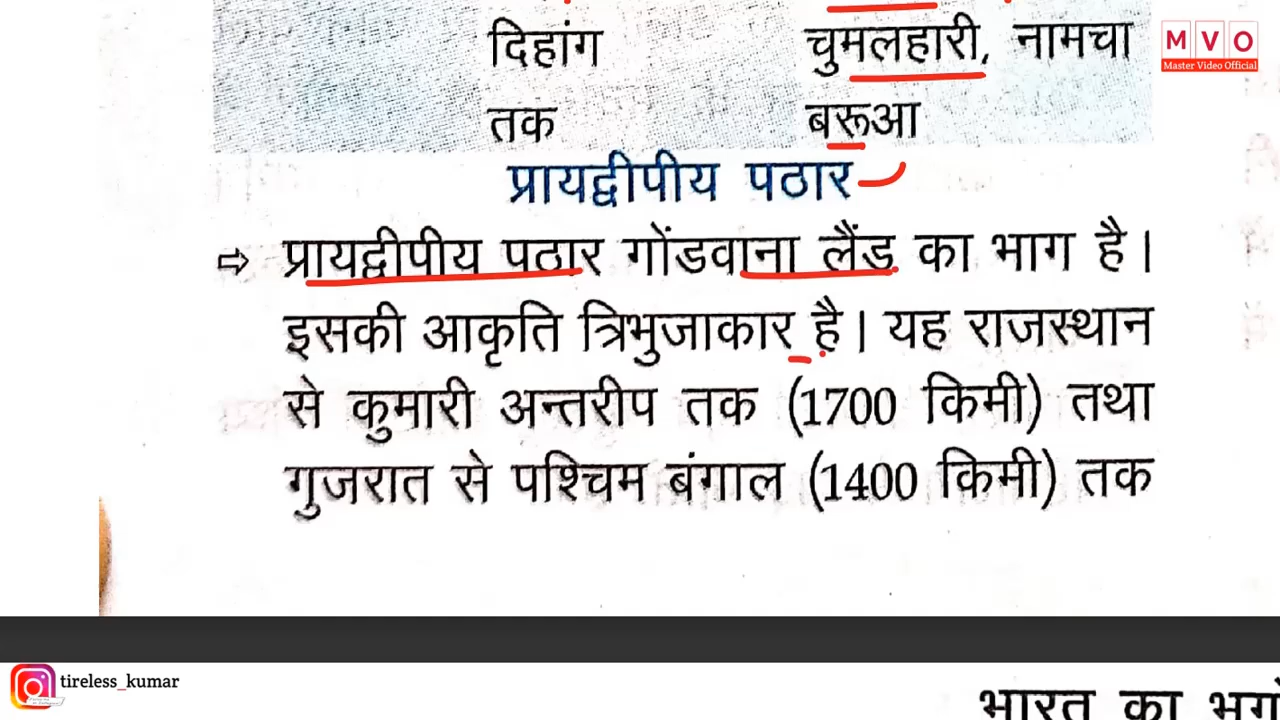 दिहांग चुमलहारी, नामचा
M V O
Master Video Official
तक बरूआ
प्रायद्वीपीय पठार
⇨ प्रायद्वीपीय पठार गोंडवाना लैंड का भाग है।
इसकी आकृति त्रिभुजाकार है। यह राजस्थान
से कुमारी अन्तरीप तक (1700 किमी) तथा
गुजरात से पश्चिम बंगाल (1400 किमी) तक
tireless_kumar
भारत का